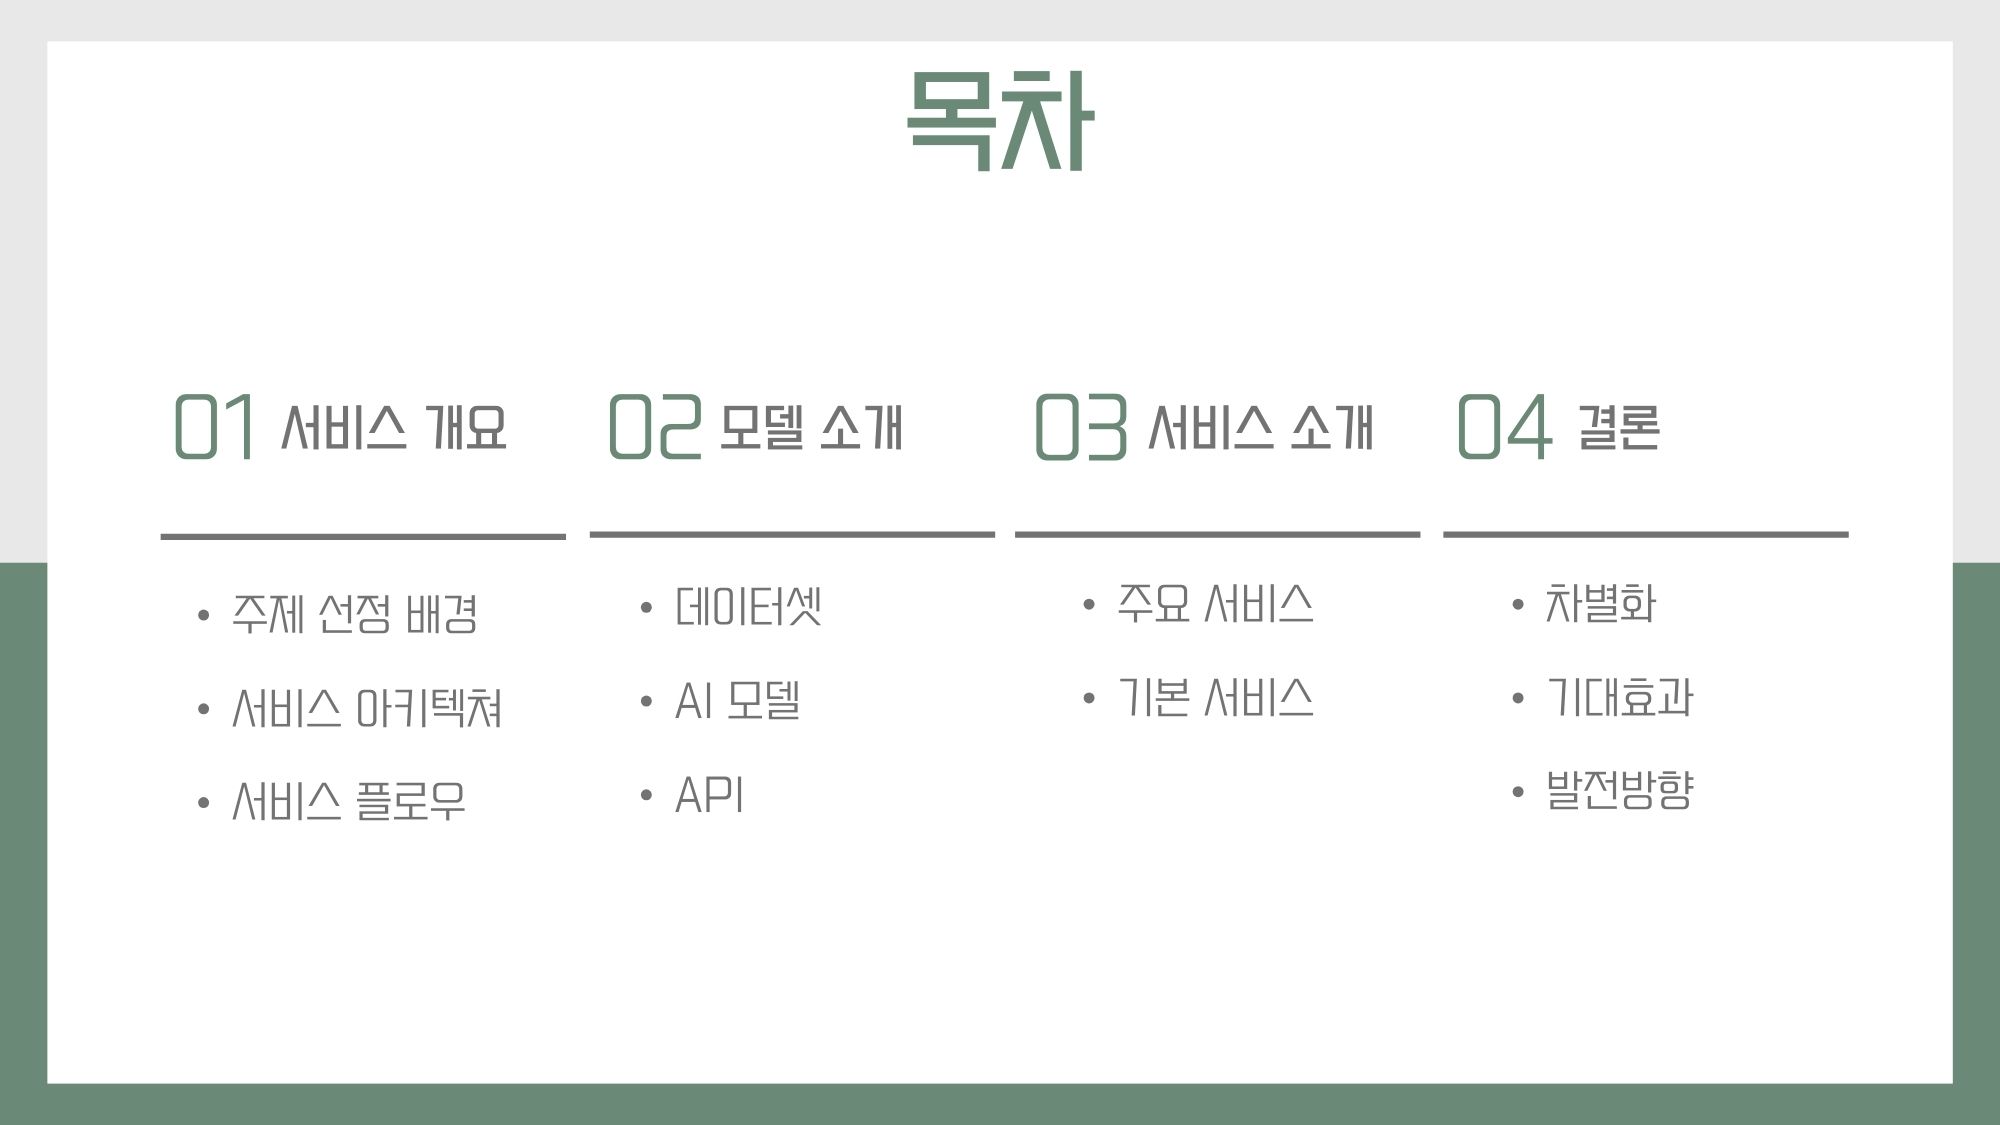 목차
01 서비스 개요
• 주제 선정 배경
• 서비스 아키텍쳐
• 서비스 플로우
02 모델 소개
• 데이터셋
• AI 모델
• API
03 서비스 소개
• 주요 서비스
• 기본 서비스
04 결론
• 차별화
• 기대효과
• 발전방향